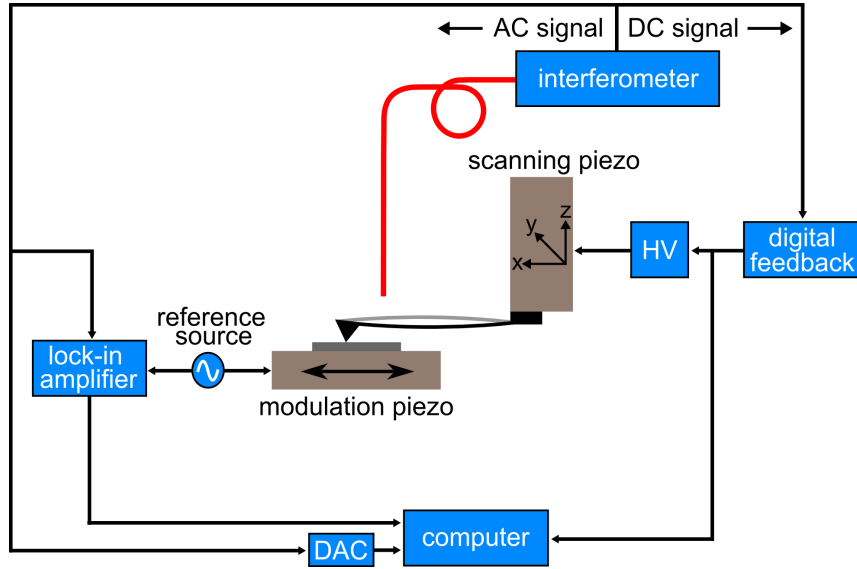 AC signal
DC signal
interferometer
scanning piezo
z
y
x
HV
digital
feedback
reference
source
lock-in
amplifier
modulation piezo
computer
DAC